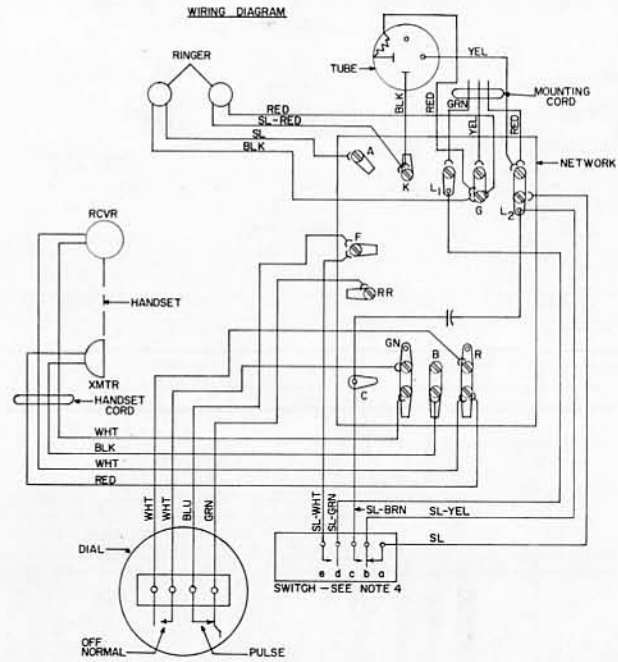 WIRING DIAGRAM
RINGER
TUBE
YEL
MOUNTING
CORD
BLK
RED
GRN
YEL
RED
RED
SL-RED
SL
BLK
A
K
L1
G
L2
NETWORK
RCVR
F
RR
HANDSET
GN
B
R
XMTR
C
HANDSET
CORD
WHT
BLK
WHT
RED
WHT
WHT
BLU
GRN
SL-WHT
SL-GRN
SL-BRN
SL-YEL
SL
DIAL
e d c b a
SWITCH - SEE NOTE 4
OFF
NORMAL
PULSE